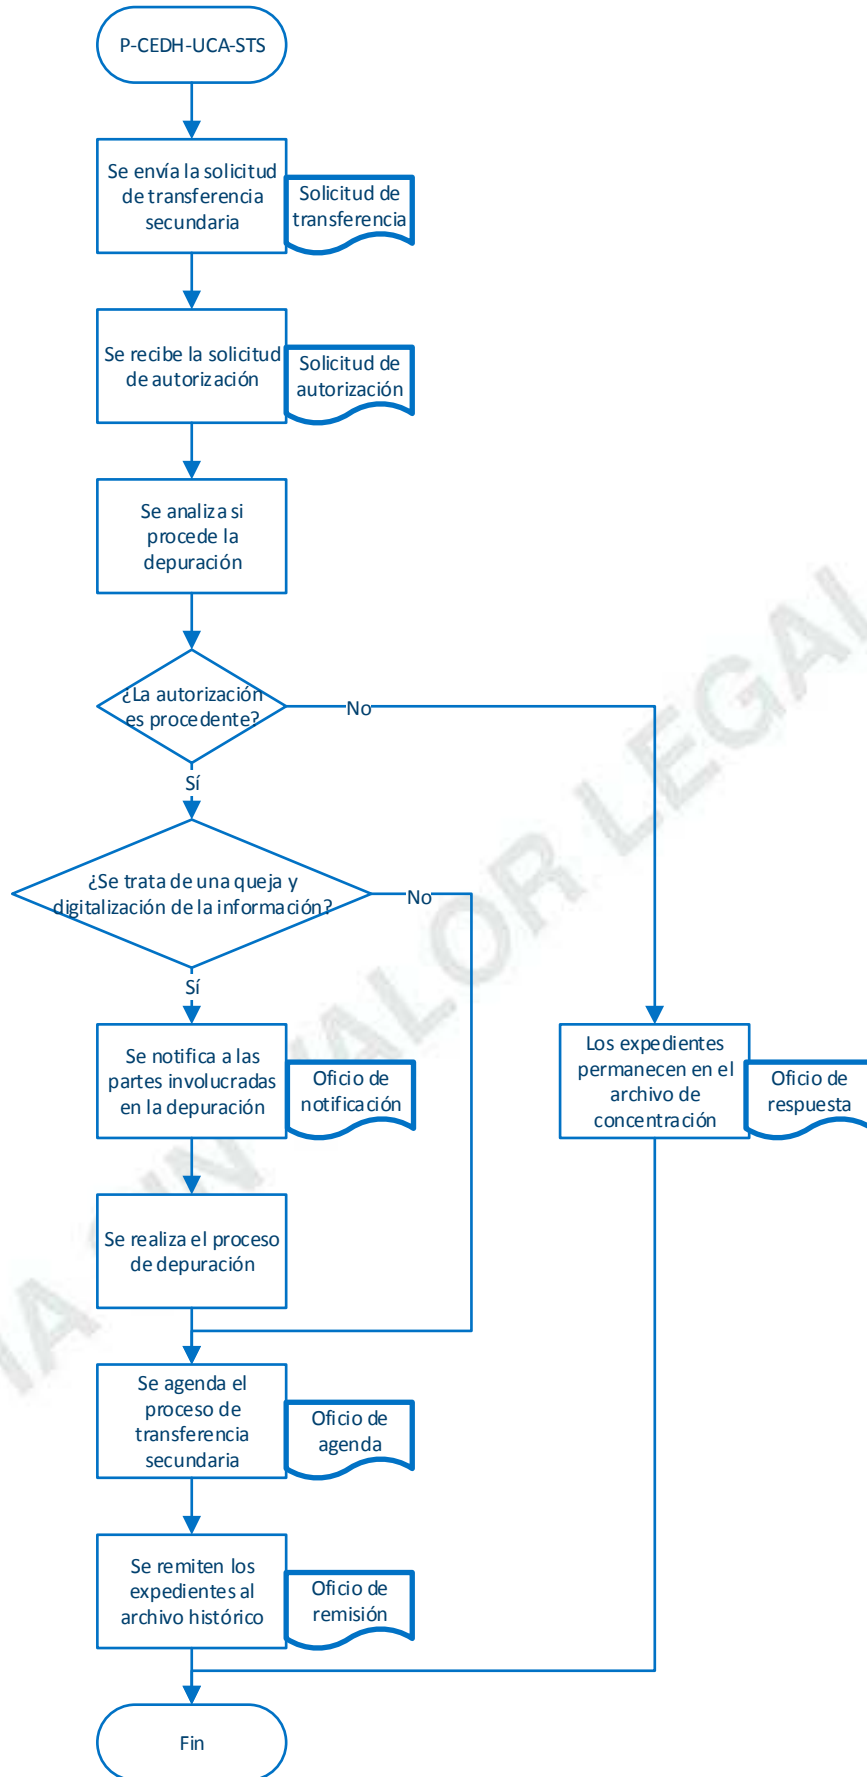 P-CEDH-UCA-STS
Se envía la solicitud
de transferencia
secundaria
Solicitud de
transferencia
Se recibe la solicitud
de autorización
Solicitud de
autorización
Se analiza si
procede la
depuración
¿La autorización
es procedente?
No
Sí
¿Se trata de una queja y
digitalización de la información?
No
Sí
Se notifica a las
partes involucradas
en la depuración
Oficio de
notificación
Los expedientes
permanecen en el
archivo de
concentración
Oficio de
respuesta
Se realiza el proceso
de depuración
Se agenda el
proceso de
transferencia
secundaria
Oficio de
agenda
Se remiten los
expedientes al
archivo histórico
Oficio de
remisión
Fin
VALOR LEGAL